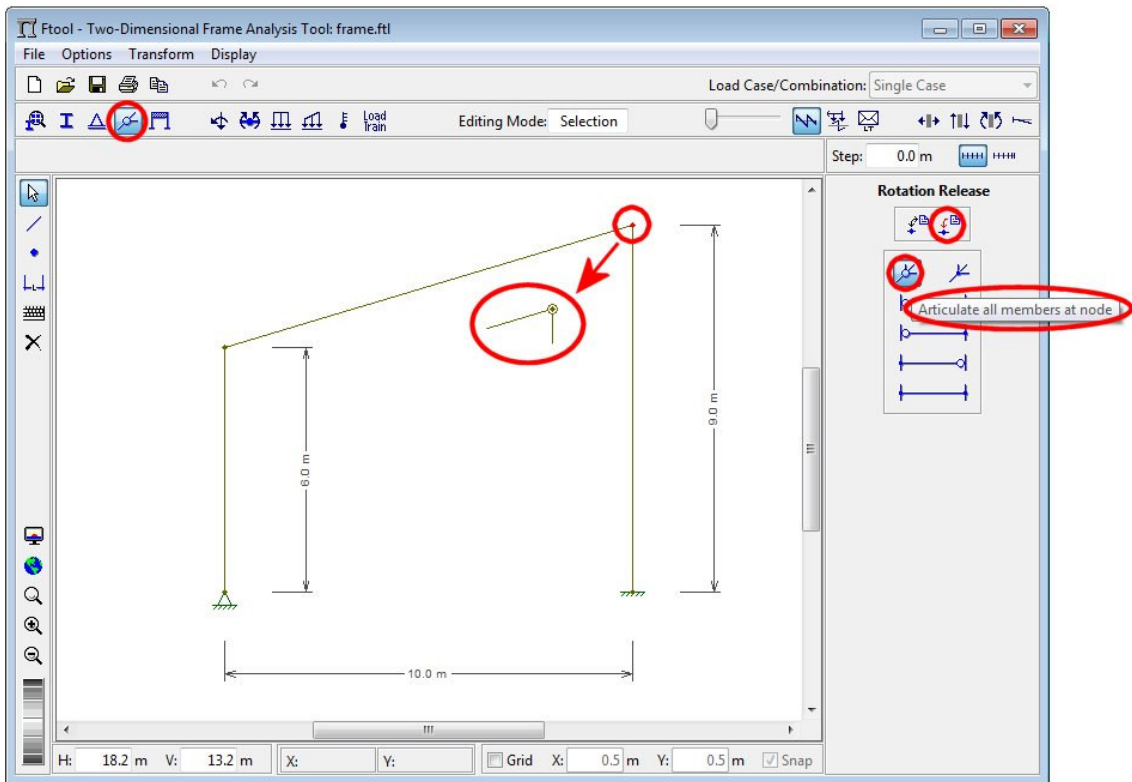 Ftool - Two-Dimensional Frame Analysis Tool: frame.ftl
File Options Transform Display
Load Case/Combination: Single Case
Load Train
Editing Mode: Selection
LT
Step: 0.0 m
Rotation Release
Articulate all members at node
6.0 m
9.0 m
10.0 m
H: 18.2 m V: 13.2 m X: Y: Grid X: 0.5 m Y: 0.5 m Snap